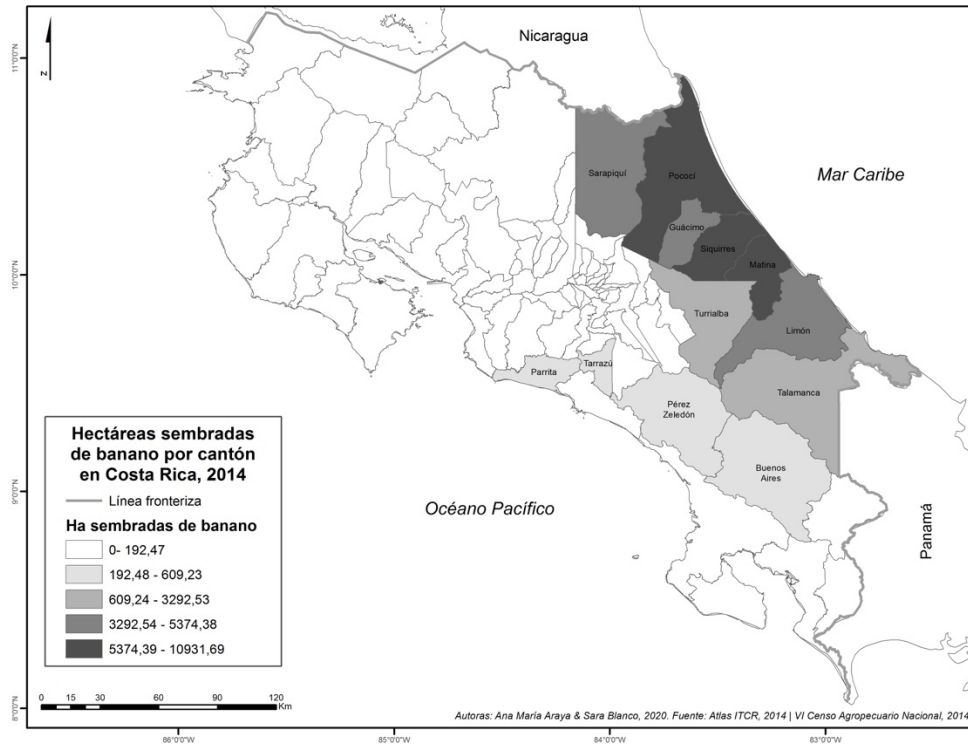 Nicaragua
11°0'0"N
N
Sarapiquí
Pococí
Mar Caribe
Guácimo
Siquirres
Matina
10°0'0"N
Turrialba
Limón
Tarrazú
Parrita
Talamanca
Pérez
Zeledón
Hectáreas sembradas
de banano por cantón
en Costa Rica, 2014
Línea fronteriza
Ha sembradas de banano
0- 192,47
192,48 - 609,23
609,24 - 3292,53
3292,54 - 5374,38
5374,39 - 10931,69
Buenos
Aires
9°0'0"N
Océano Pacífico
Panamá
0 15 30 60 90 120
Km
8°0'0"N
Autoras: Ana María Araya & Sara Blanco, 2020. Fuente: Atlas ITCR, 2014 | VI Censo Agropecuario Nacional, 2014
86°0'0"W
85°0'0"W
84°0'0"W
83°0'0"W